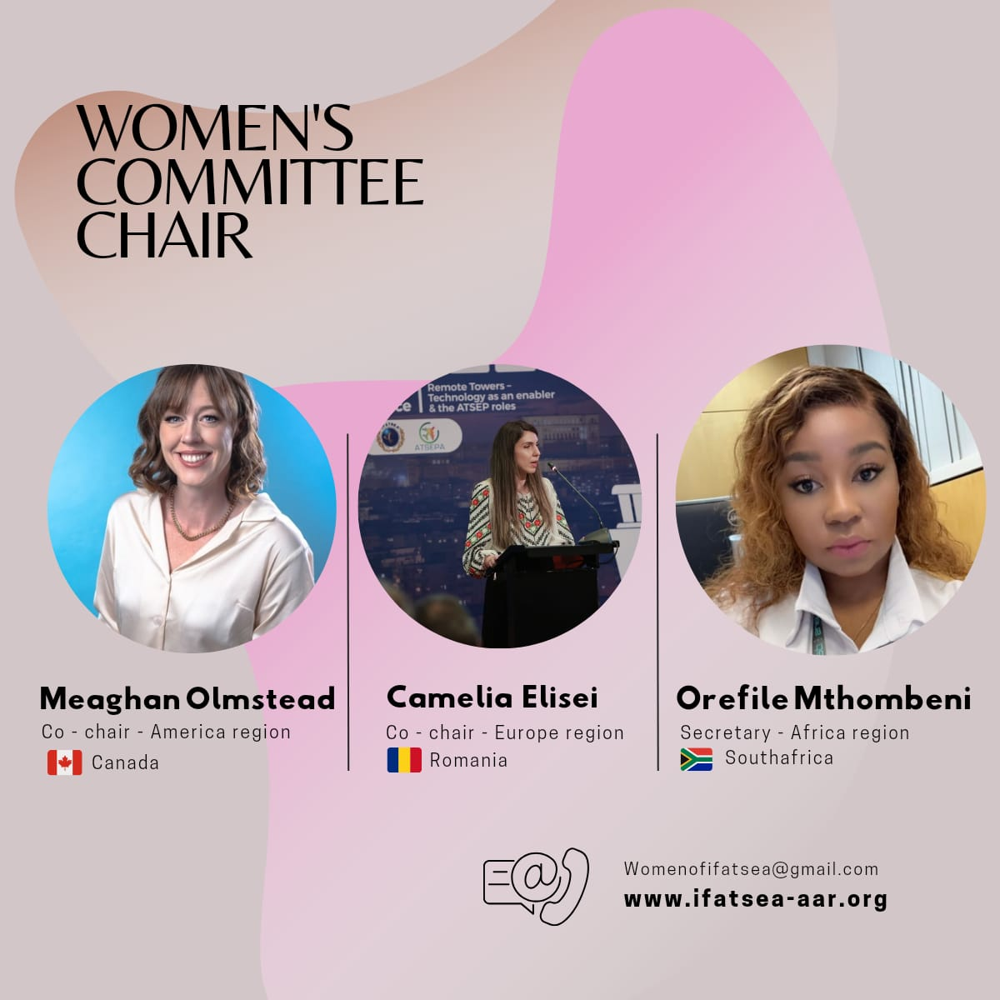 WOMEN'S
COMMITTEE
CHAIR
ce
Remote Towers –
Technology as an enabler
& the ATSEP roles
ATSEPA
Meaghan Olmstead
Co - chair - America region
Canada
Camelia Elisei
Co - chair - Europe region
Romania
Orefile Mthombeni
Secretary - Africa region
Southafrica
Womenofifatsea@gmail.com
www.ifatsea-aar.org